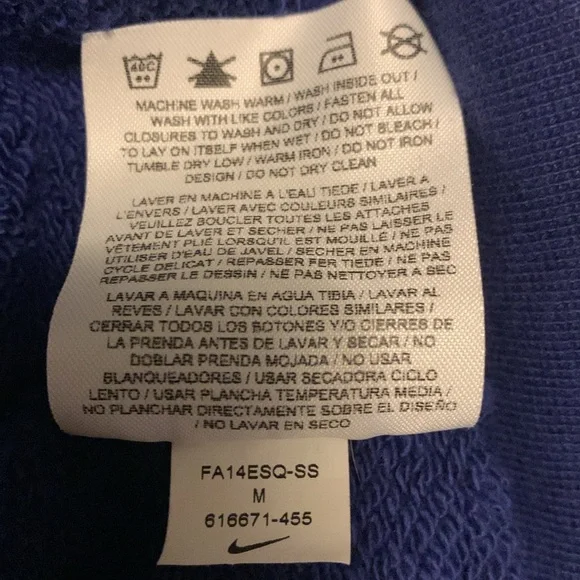 40C
MACHINE WASH WARM / WASH INSIDE OUT /
WASH WITH LIKE COLORS / FASTEN ALL
CLOSURES TO WASH AND DRY / DO NOT ALLOW
TO LAY ON ITSELF WHEN WET / DO NOT BLEACH /
TUMBLE DRY LOW / WARM IRON / DO NOT IRON
DESIGN / DO NOT DRY CLEAN
LAVER EN MACHINE A L'EAU TIEDE / LAVER A
L'ENVERS / LAVER AVEC COULEURS SIMILAIRES /
VEUILLEZ BOUCLER TOUTES LES ATTACHES
AVANT DE LAVER ET SECHER / NE PAS LAISSER LE
VÊTEMENT PLIÉ LORSQU'IL EST MOUILLÉ / NE PAS
UTILISER D'EAU DE JAVEL / SECHER EN MACHINE
CYCLE DELICAT / REPASSER FER TIEDE / NE PAS
REPASSER LE DESSIN / NE PAS NETTOYER A SEC
LAVAR A MAQUINA EN AGUA TIBIA / LAVAR AL
REVES / LAVAR CON COLORES SIMILARES /
CERRAR TODOS LOS BOTONES Y/O CIERRES DE
LA PRENDA ANTES DE LAVAR Y SECAR / NO
DOBLAR PRENDA MOJADA / NO USAR
BLANQUEADORES / USAR SECADORA CICLO
LENTO / USAR PLANCHA TEMPERATURA MEDIA /
NO PLANCHAR DIRECTAMENTE SOBRE EL DISEÑO
/ NO LAVAR EN SECO
FA14ESQ-SS
M
616671-455